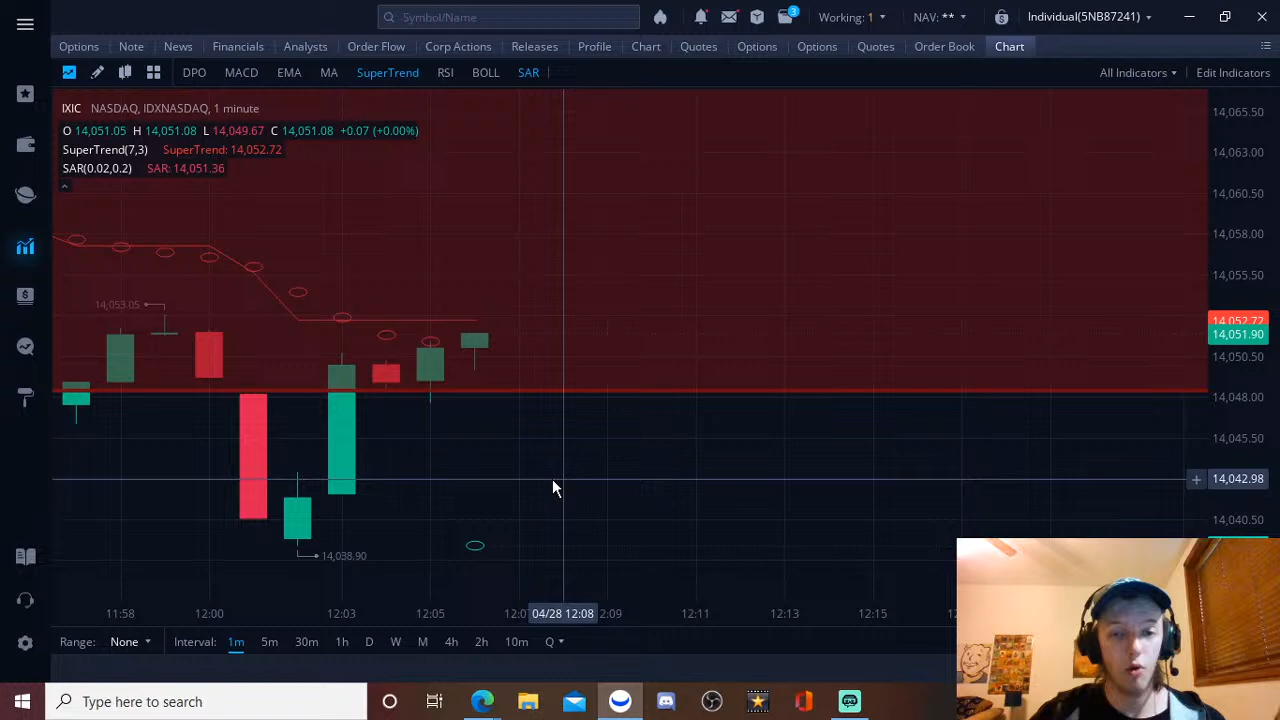 Symbol/Name
3
Working: 1
NAV: **
Individual(5NB87241)
Options Note News Financials Analysts Order Flow Corp Actions Releases Profile Chart Quotes Options Options Quotes Order Book Chart
DPO MACD EMA MA SuperTrend RSI BOLL SAR All Indicators Edit Indicators
IXIC NASDAQ, IDXNASDAQ, 1 minute
O 14,051.05 H 14,051.08 L 14,049.67 C 14,051.08 +0.07 (+0.00%)
SuperTrend(7,3) SuperTrend: 14,052.72
SAR(0.02,0.2) SAR: 14,051.36
14,065.50
14,063.00
14,060.50
14,058.00
14,055.50
14,053.05
14,052.72
14,051.90
14,050.50
14,048.00
14,045.50
14,042.98
14,040.50
14,038.90
11:58 12:00 12:03 12:05 04/28 12:08 2:09 12:11 12:13 12:15
Range: None Interval: 1m 5m 30m 1h D W M 4h 2h 10m Q
Type here to search